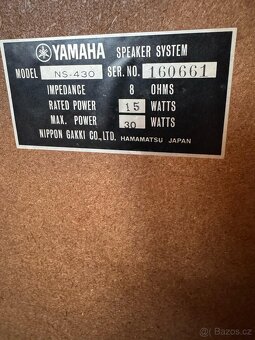 YAMAHA SPEAKER SYSTEM
MODEL NS-430 SER. NO. 160661
IMPEDANCE 8 OHMS
RATED POWER 15 WATTS
MAX. POWER 30 WATTS
NIPPON GAKKI CO., LTD. HAMAMATSU JAPAN
Bazos.cz